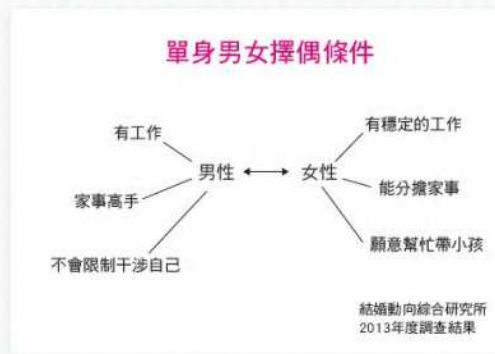 單身男女擇偶條件
有工作
家事高手
不會限制干涉自己
男性
女性
有穩定的工作
能分擔家事
願意幫忙帶小孩
結婚動向綜合研究所
2013年度調查結果